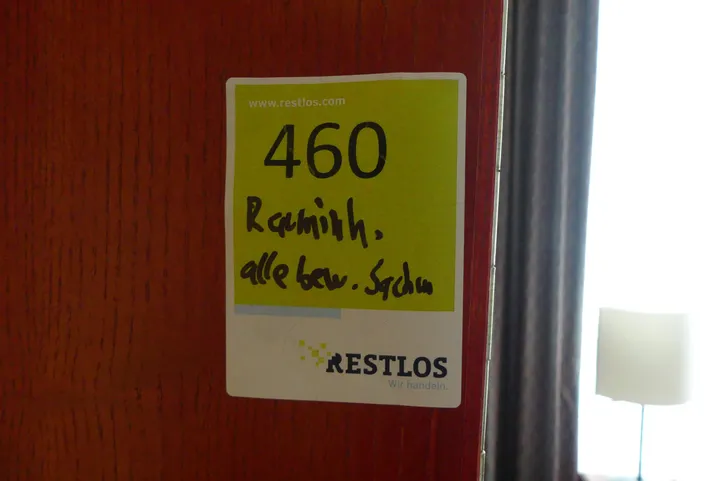 www.restlos.com
460
Rauminh.
alle bew. Sachen
RESTLOS
Wir handeln.